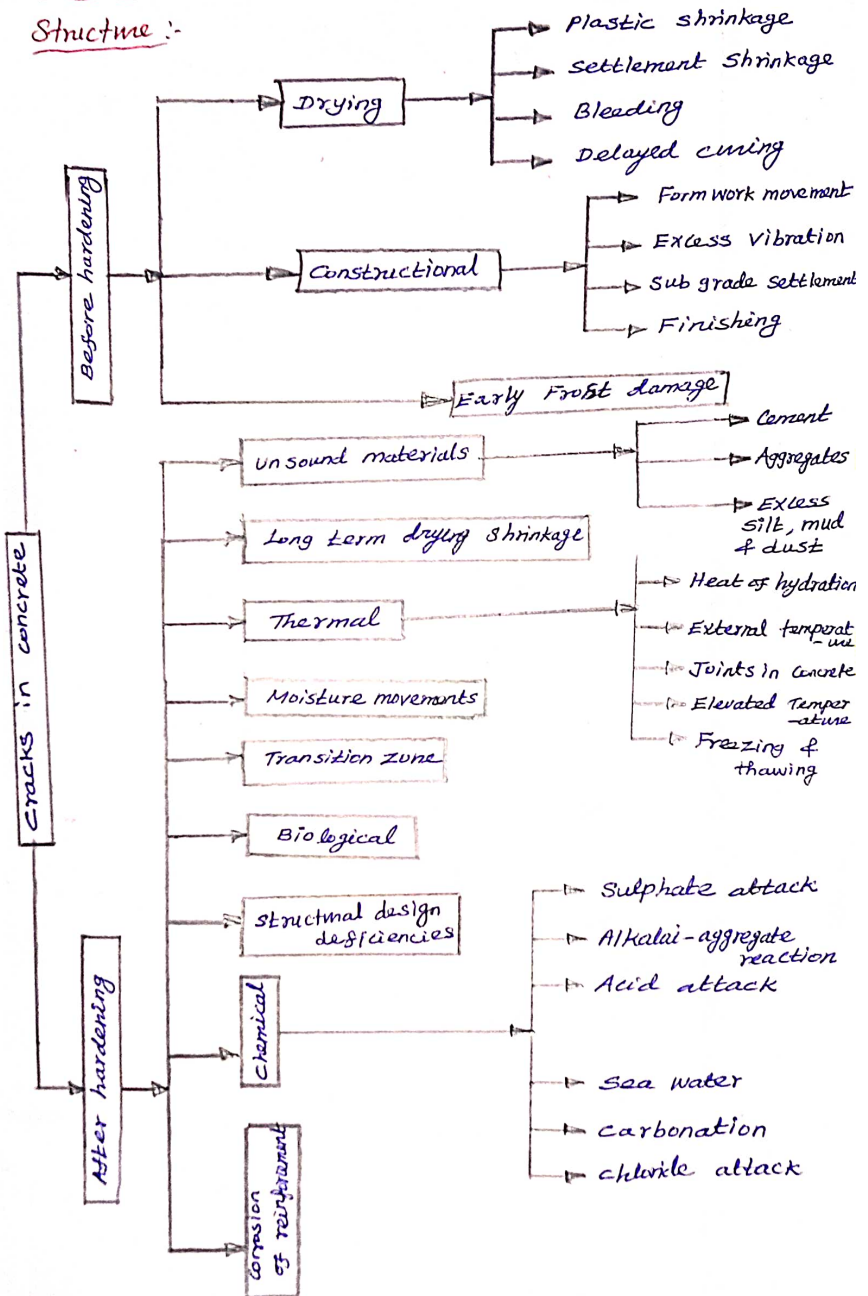 Structure :-
Cracks in concrete
Before hardening
Drying
Plastic shrinkage
Settlement Shrinkage
Bleeding
Delayed curing
Constructional
Form work movement
Excess Vibration
Sub grade settlement
Finishing
Early Frost damage
After hardening
Unsound materials
Cement
Aggregates
Excess
silt, mud
& dust
Long term drying shrinkage
Thermal
Heat of hydration
External temperat
-ure
Joints in Concrete
Elevated Temper
-ature
Freezing &
thawing
Moisture movements
Transition zone
Biological
Structural design
deficiencies
Chemical
Sulphate attack
Alkalai-aggregate
reaction
Acid attack
Sea water
Carbonation
Chloride attack
Corrasion
of reinforcement